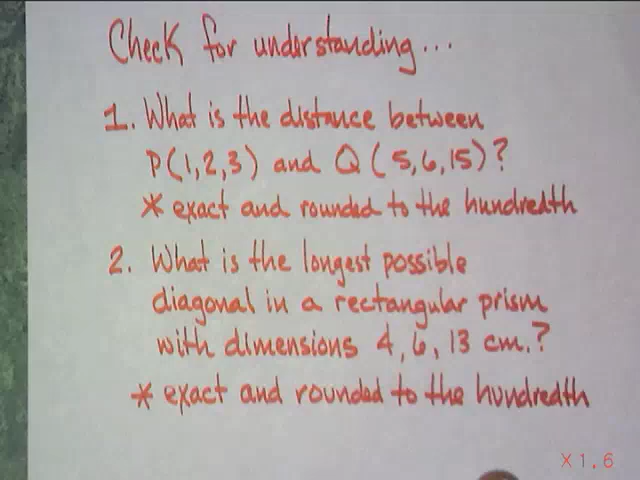 Check for understanding...
1. What is the distance between
P(1,2,3) and Q (5,6,15)?
* exact and rounded to the hundreath
2. What is the longest possible
diagonal in a rectangular prism
with dimensions 4, 6, 13 cm.?
* exact and rounded to the hundredth
X1.6